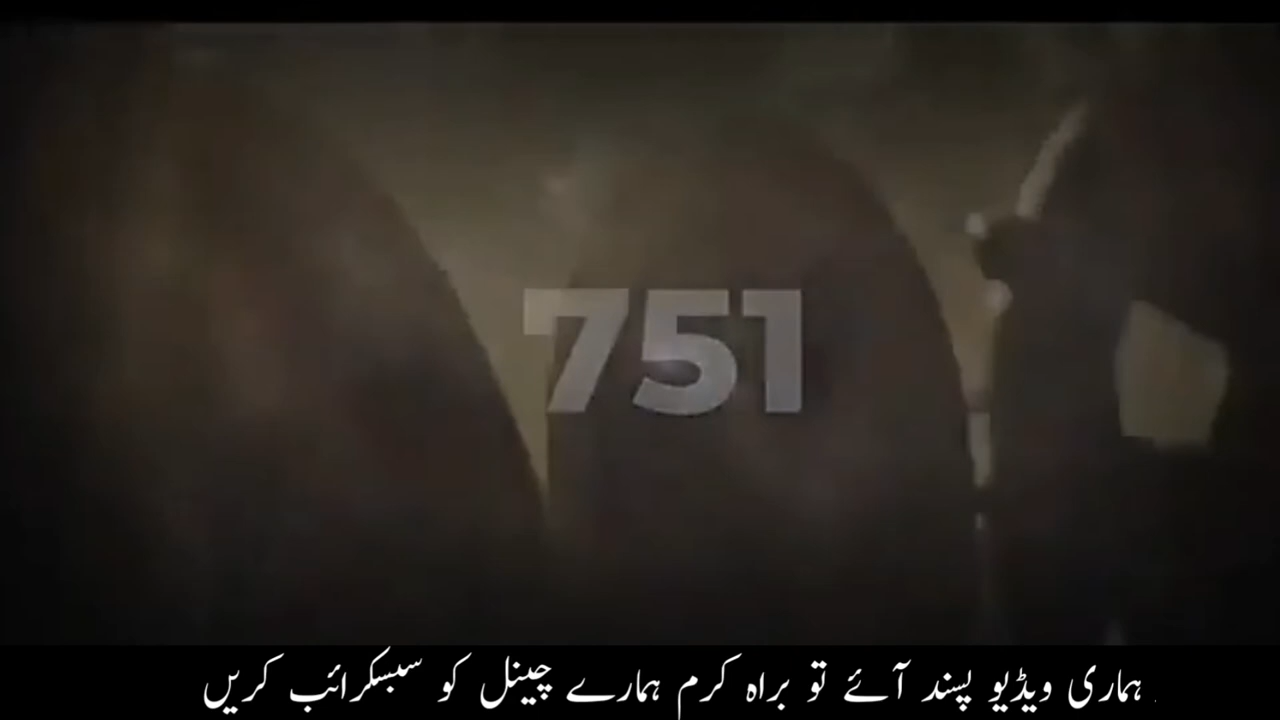 751
ہماری ویڈیو پسند آئے تو براہ کرم ہمارے چینل کو سبسکرائب کریں